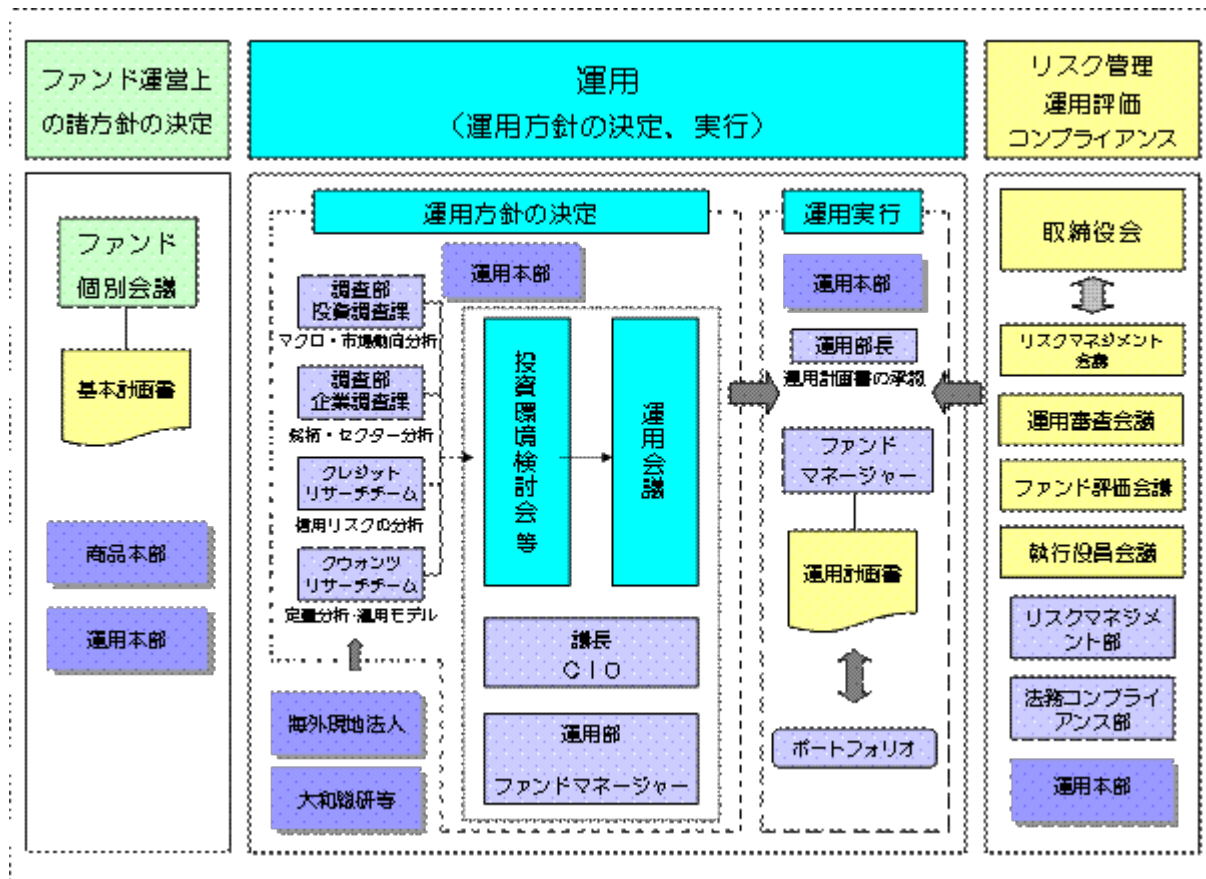 ファンド運営上
の諸方針の決定
運用
（運用方針の決定、実行）
リスク管理
運用評価
コンプライアンス
ファンド
個別会議
基本計画書
商品本部
運用本部
運用方針の決定
運用本部
調査部
投資調査課
マクロ・市場動向分析
調査部
企業調査課
銘柄・セクター分析
クレジット
リサーチチーム
信用リスクの分析
クウォンツ
リサーチチーム
定量分析・運用モデル
海外現地法人
大和総研等
投資環境検討会等
運用会議
議長
ＣＩＯ
運用部
ファンドマネージャー
運用実行
運用本部
運用部長
運用計画書の承認
ファンド
マネージャー
運用計画書
ポートフォリオ
取締役会
リスクマネジメント
会議
運用審査会議
ファンド評価会議
執行役員会議
リスクマネジメ
ント部
法務コンプライ
アンス部
運用本部